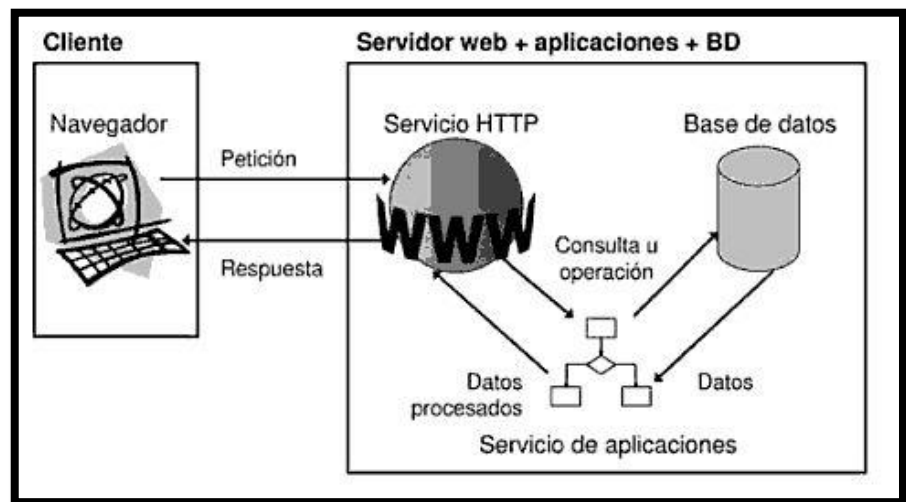 Cliente
Servidor web + aplicaciones + BD
Navegador
Servicio HTTP
Base de datos
Petición
WWW
Respuesta
Consulta u
operación
Datos
procesados
Datos
Servicio de aplicaciones